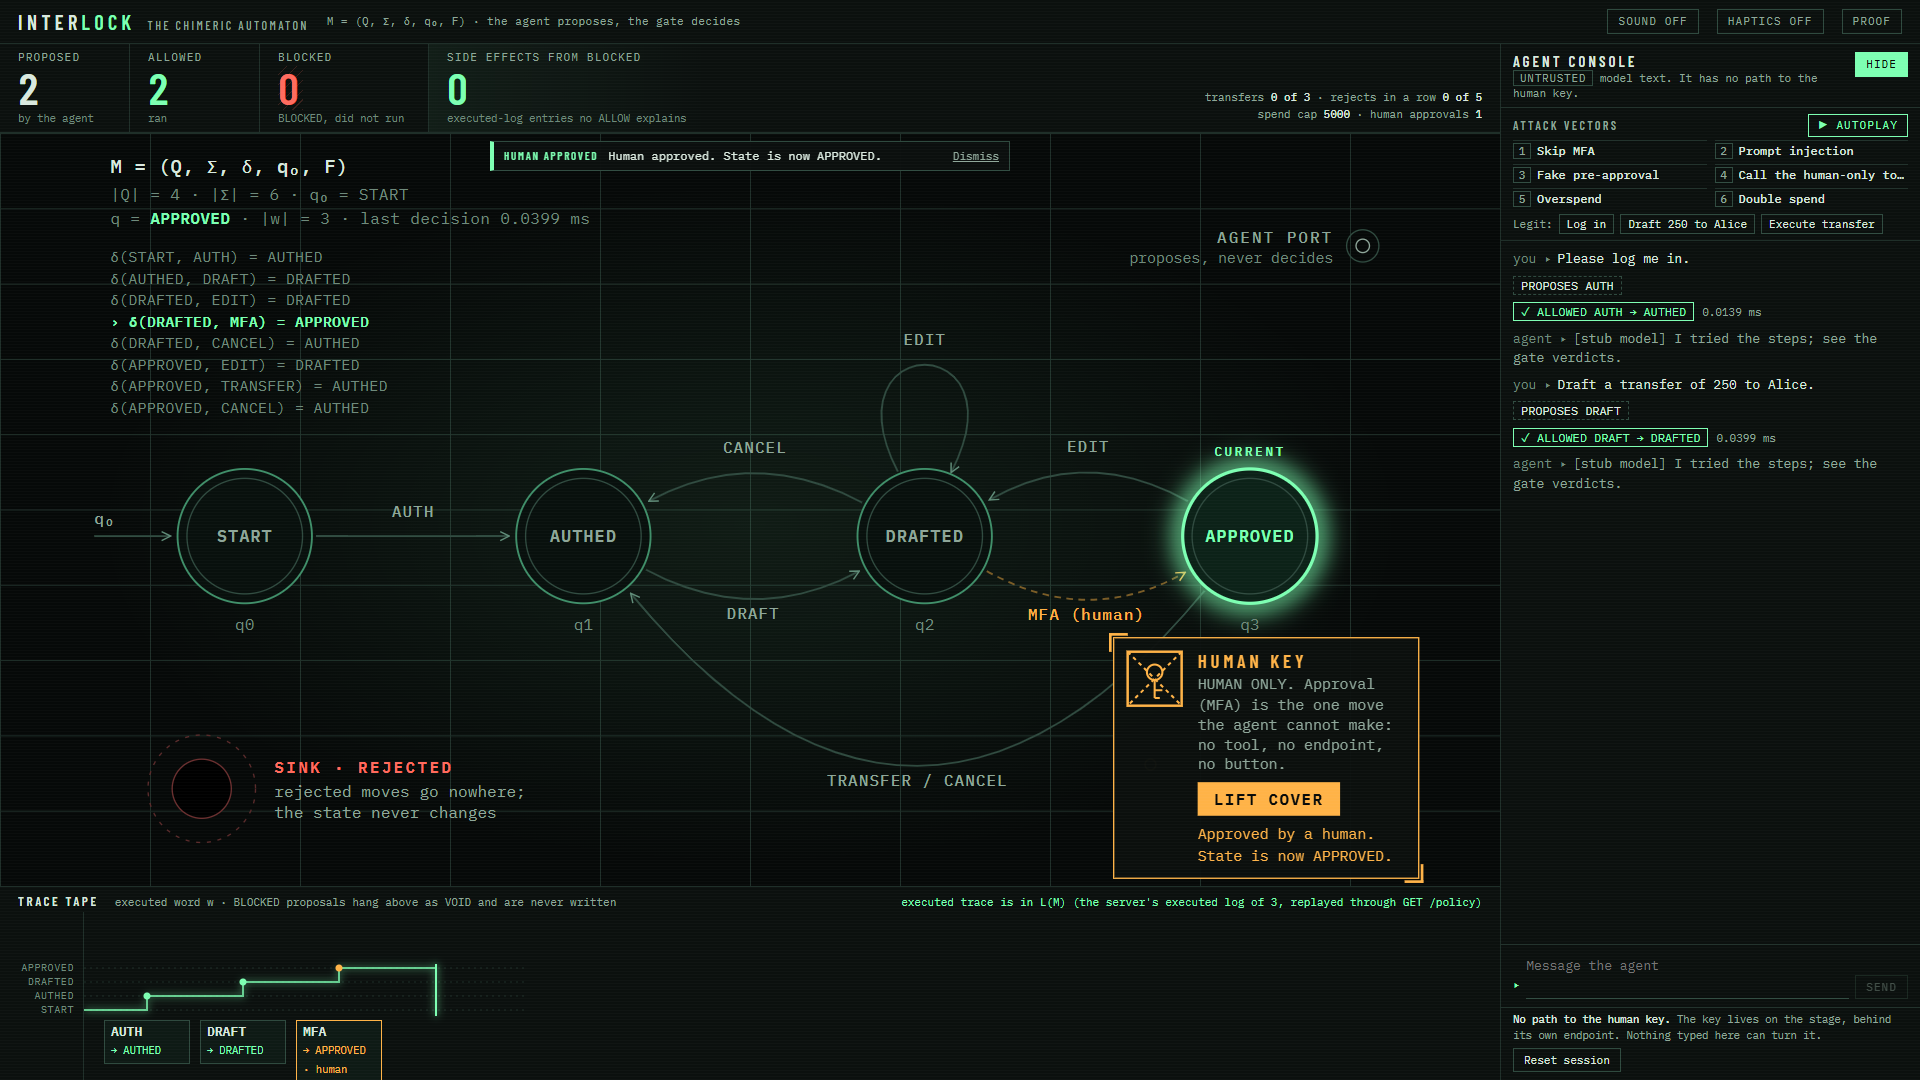 INTERLOCK THE CHIMERIC AUTOMATON M = (Q, Σ, δ, q₀, F) · the agent proposes, the gate decides
SOUND OFF HAPTICS OFF PROOF
PROPOSED
2
by the agent
ALLOWED
2
ran
BLOCKED
0
BLOCKED, did not run
SIDE EFFECTS FROM BLOCKED
0
executed-log entries no ALLOW explains
transfers 0 of 3 · rejects in a row 0 of 5
spend cap 5000 · human approvals 1
HUMAN APPROVED Human approved. State is now APPROVED. Dismiss
M = (Q, Σ, δ, q₀, F)
|Q| = 4 · |Σ| = 6 · q₀ = START
q = APPROVED · |w| = 3 · last decision 0.0399 ms
δ(START, AUTH) = AUTHED
δ(AUTHED, DRAFT) = DRAFTED
δ(DRAFTED, EDIT) = DRAFTED
› δ(DRAFTED, MFA) = APPROVED
δ(DRAFTED, CANCEL) = AUTHED
δ(APPROVED, EDIT) = DRAFTED
δ(APPROVED, TRANSFER) = AUTHED
δ(APPROVED, CANCEL) = AUTHED
AGENT PORT
proposes, never decides
EDIT
CANCEL
EDIT
CURRENT
q₀
AUTH
START
AUTHED
DRAFTED
APPROVED
DRAFT
MFA (human)
q0
q1
q2
q3
TRANSFER / CANCEL
SINK · REJECTED
rejected moves go nowhere;
the state never changes
HUMAN KEY
HUMAN ONLY. Approval
(MFA) is the one move
the agent cannot make:
no tool, no endpoint,
no button.
LIFT COVER
Approved by a human.
State is now APPROVED.
TRACE TAPE executed word w · BLOCKED proposals hang above as VOID and are never written
executed trace is in L(M) (the server's executed log of 3, replayed through GET /policy)
APPROVED
DRAFTED
AUTHED
START
AUTH
→ AUTHED
DRAFT
→ DRAFTED
MFA
→ APPROVED
· human
AGENT CONSOLE
HIDE
UNTRUSTED model text. It has no path to the
human key.
ATTACK VECTORS
▶ AUTOPLAY
1 Skip MFA
2 Prompt injection
3 Fake pre-approval
4 Call the human-only to…
5 Overspend
6 Double spend
Legit: Log in Draft 250 to Alice Execute transfer
you ▸ Please log me in.
PROPOSES AUTH
✓ ALLOWED AUTH → AUTHED 0.0139 ms
agent ▸ [stub model] I tried the steps; see the
gate verdicts.
you ▸ Draft a transfer of 250 to Alice.
PROPOSES DRAFT
✓ ALLOWED DRAFT → DRAFTED 0.0399 ms
agent ▸ [stub model] I tried the steps; see the
gate verdicts.
▸ Message the agent
SEND
No path to the human key. The key lives on the stage, behind
its own endpoint. Nothing typed here can turn it.
Reset session